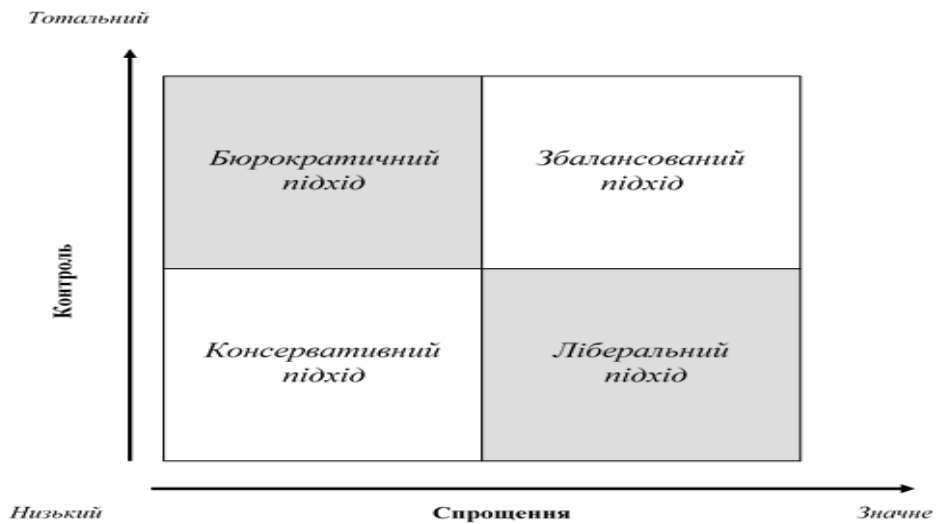 Тотальний
Бюрократичний
підхід
Збалансований
підхід
Контроль
Консервативний
підхід
Ліберальний
підхід
Низький
Спрощення
Значне